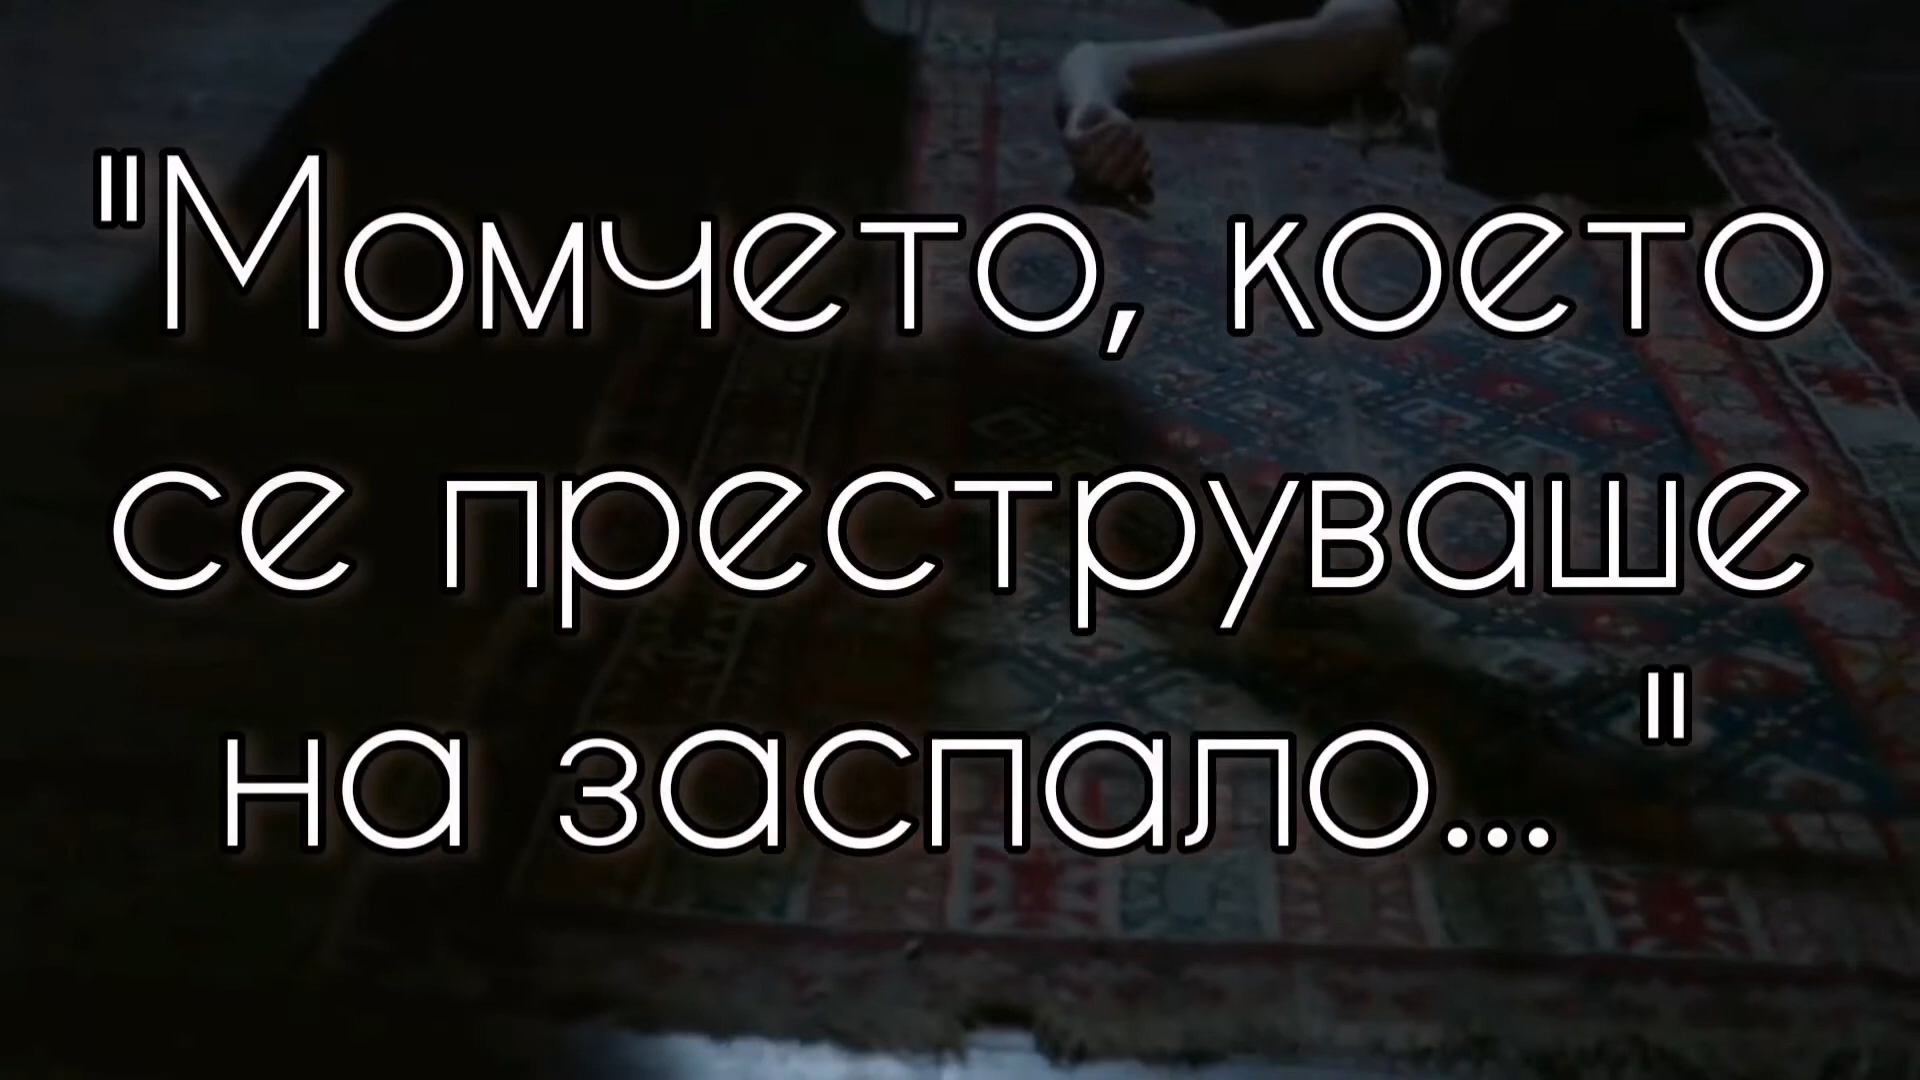 "Момчето, което
се преструваше
на заспало... "